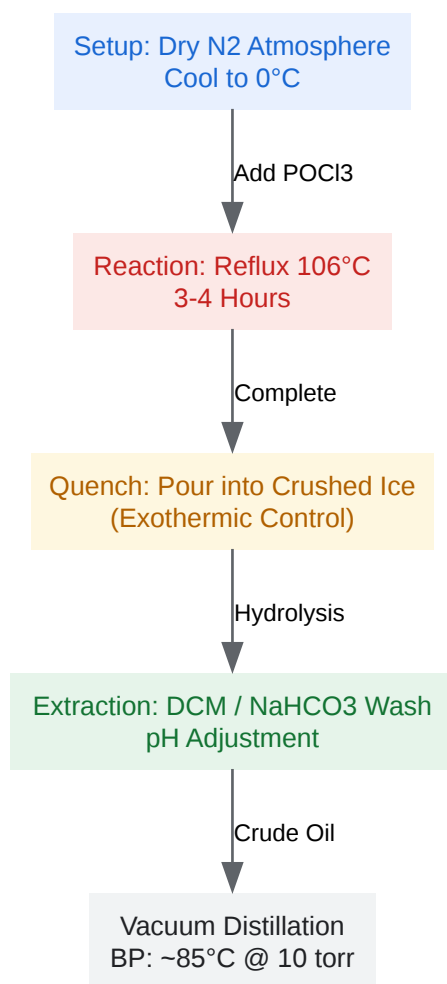 Setup: Dry N2 Atmosphere
Cool to 0°C
Add POCl3
Reaction: Reflux 106°C
3-4 Hours
Complete
Quench: Pour into Crushed Ice
(Exothermic Control)
Hydrolysis
Extraction: DCM / NaHCO3 Wash
pH Adjustment
Crude Oil
Vacuum Distillation
BP: ~85°C @ 10 torr